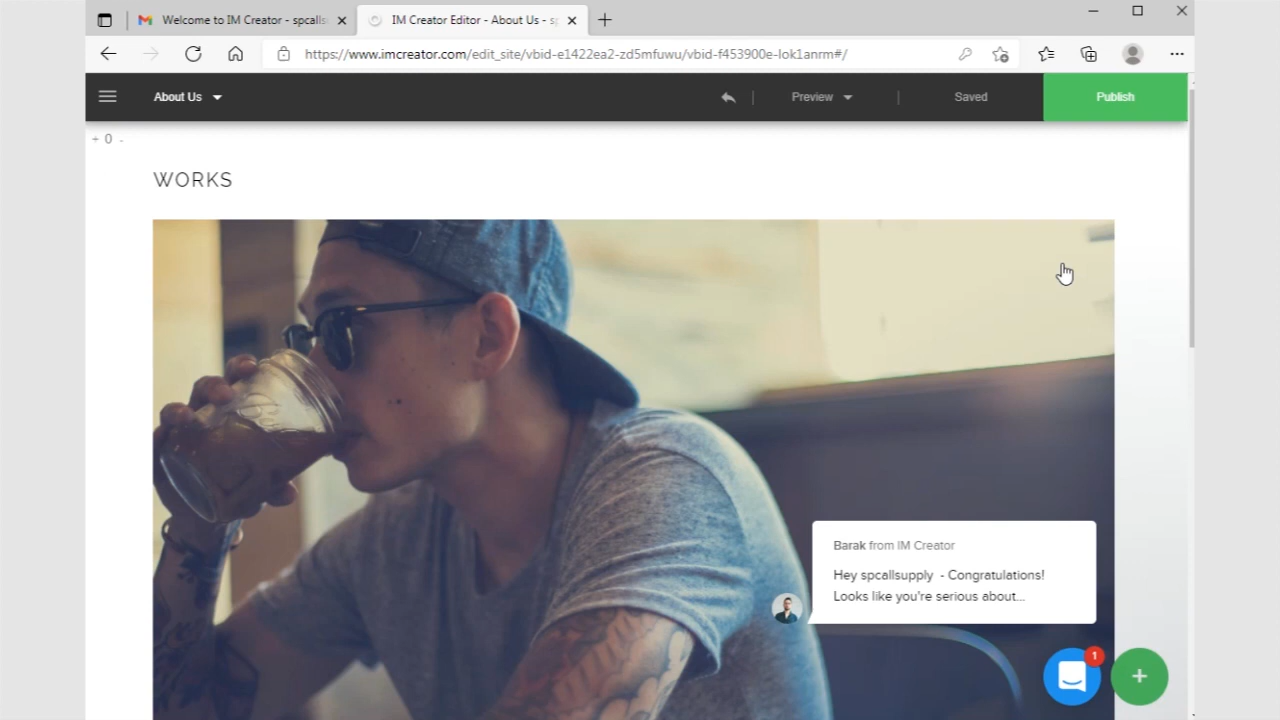 Welcome to IM Creator - spcalls
IM Creator Editor - About Us - s
https://www.imcreator.com/edit_site/vbid-e1422ea2-zd5mfuwu/vbid-f453900e-lok1anrm#/
About Us
Preview
Saved
Publish
+ 0 -
WORKS
Barak from IM Creator
Hey spcallsupply - Congratulations!
Looks like you're serious about...
1
+